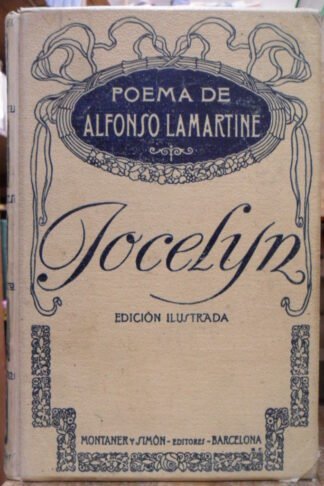 POEMA DE
ALFONSO LAMARTINE
Jocelyn
EDICIÓN ILUSTRADA
MONTANER Y SIMÓN - EDITORES - BARCELONA